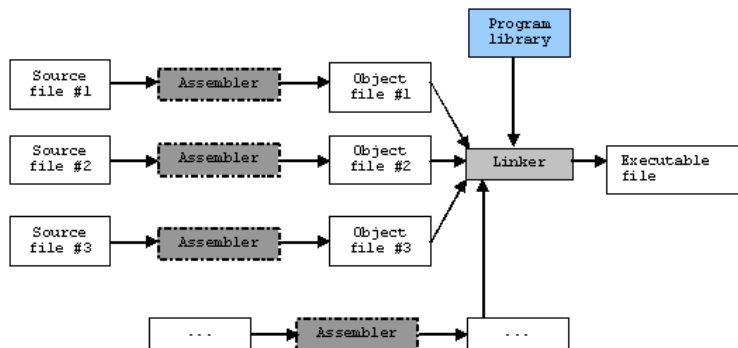 Program
library
Source
file #1
Assembler
Object
file #1
Source
file #2
Assembler
Object
file #2
Linker
Executable
file
Source
file #3
Assembler
Object
file #3
...
Assembler
...